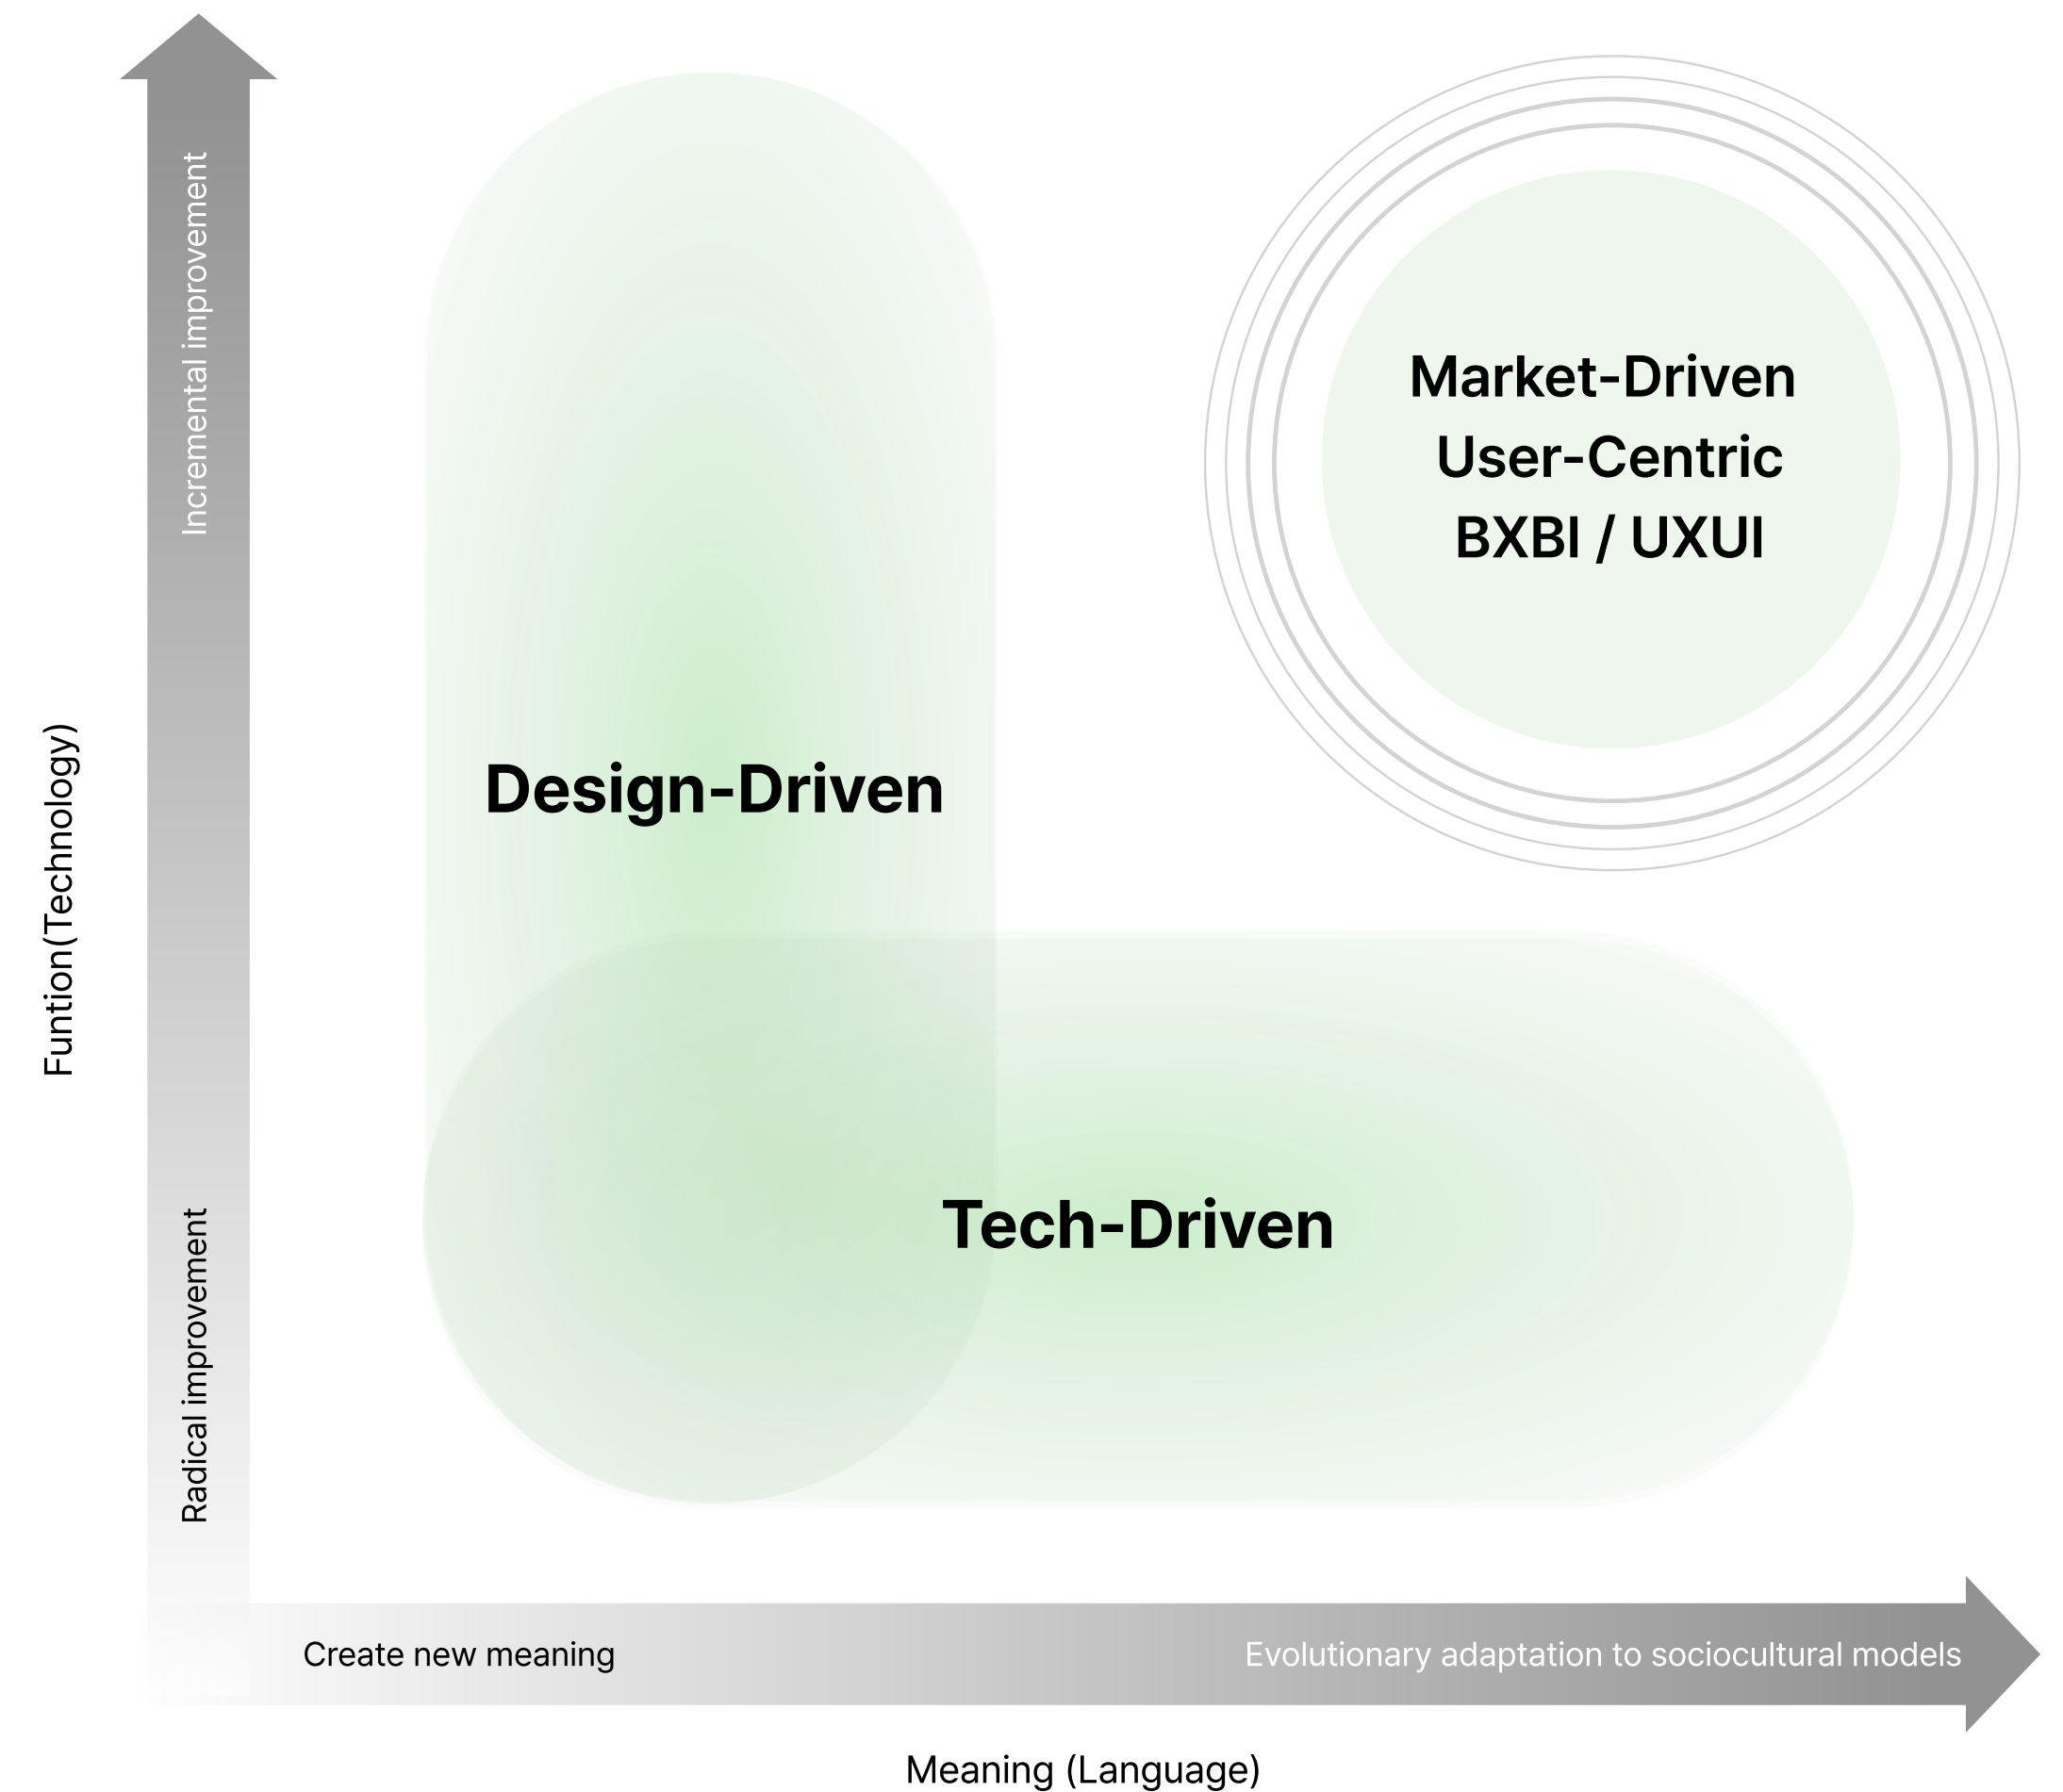 Funtion(Technology)
Incremental improvement
Radical improvement
Market-Driven
User-Centric
BXBI / UXUI
Design-Driven
Tech-Driven
Create new meaning
Evolutionary adaptation to sociocultural models
Meaning (Language)